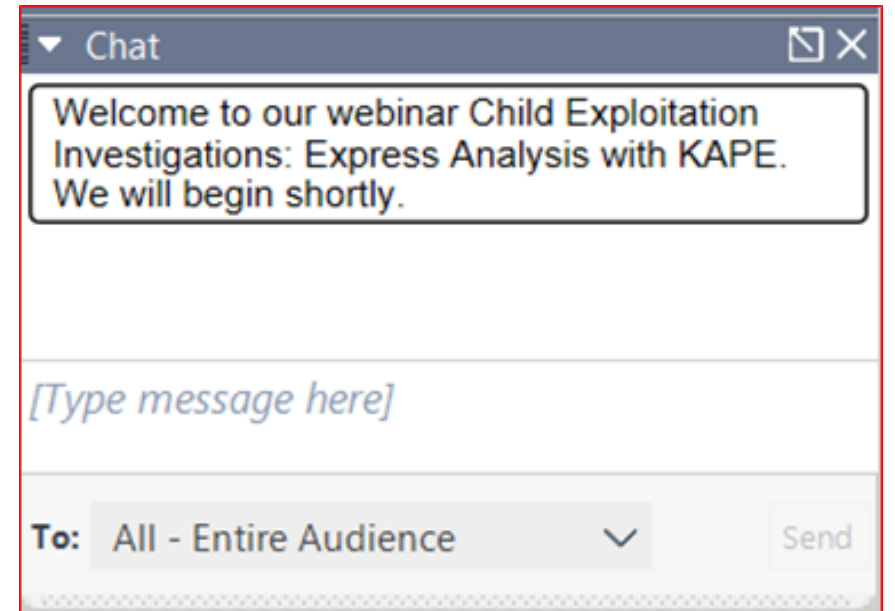 Chat
Welcome to our webinar Child Exploitation
Investigations: Express Analysis with KAPE.
We will begin shortly.
[Type message here]
To: All - Entire Audience Send